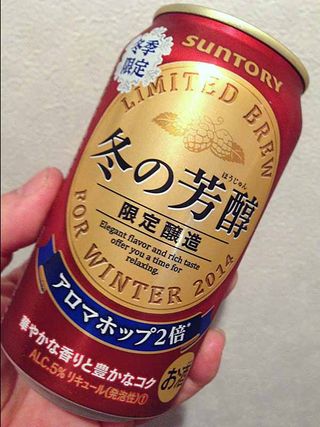 冬季
限定
SUNTORY
LIMITED BREW
ほうじゅん
冬の芳醇
限定醸造
Elegant flavor and rich taste
offer you a time for
relaxing.
FOR WINTER 2014
アロマホップ2倍*
華やかな香りと豊かなコク
ALC.5% リキュール(発泡性)①
お酒